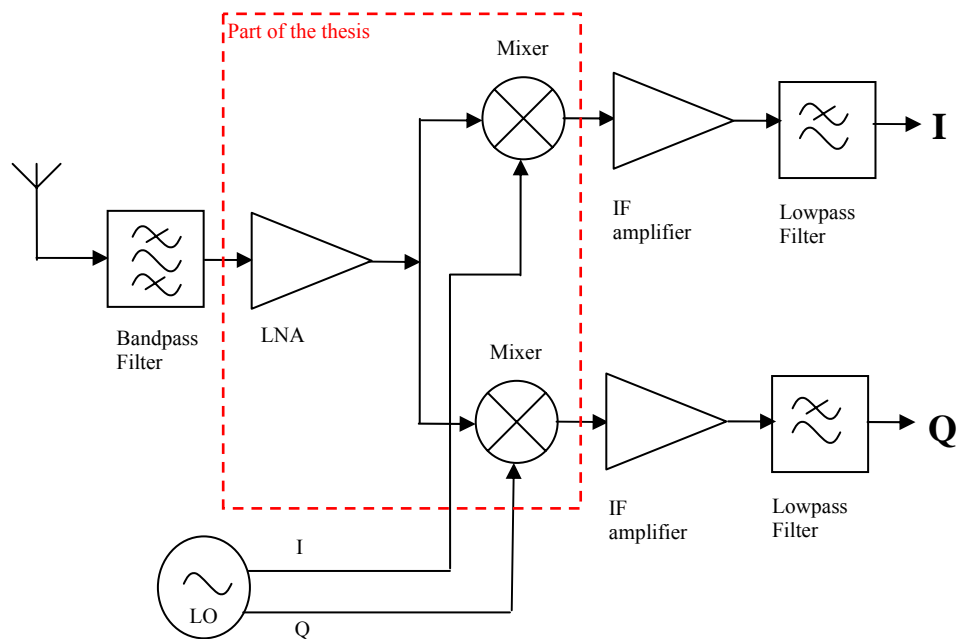 Part of the thesis
Mixer
I
IF
amplifier
Lowpass
Filter
Bandpass
Filter
LNA
Mixer
Q
IF
amplifier
Lowpass
Filter
I
LO
Q